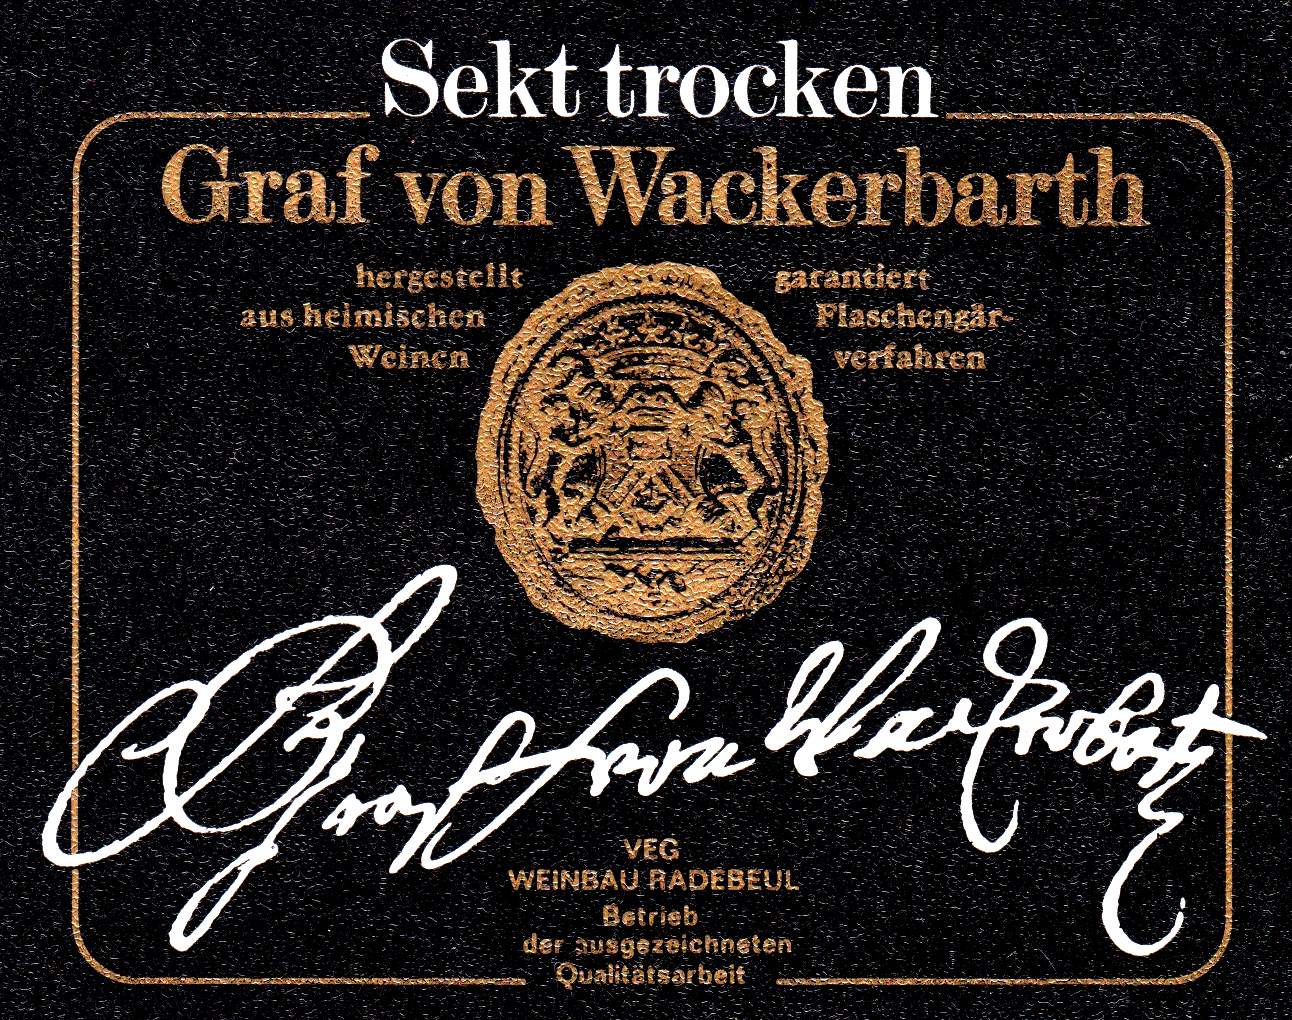 Sekt trocken
Graf von Wackerbarth
hergestellt
aus heimischen
Weinen
garantiert
Flaschengär-
verfahren
Graf von Wackerbarth
VEG
WEINBAU RADEBEUL
Betrieb
der ausgezeichneten
Qualitätsarbeit